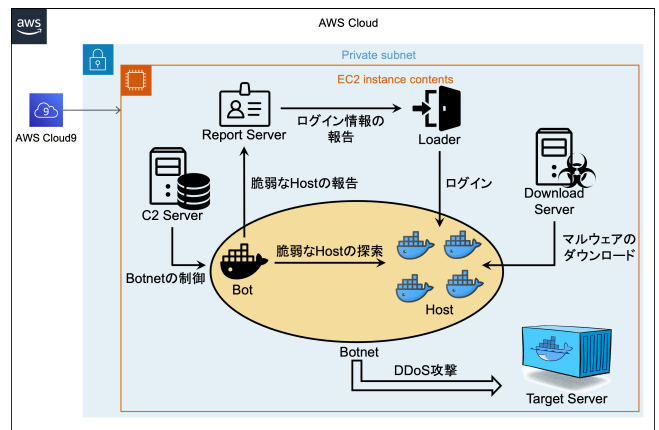 aws
AWS Cloud
Private subnet
EC2 instance contents
9
AWS Cloud9
Report Server
ログイン情報の
報告
Loader
C2 Server
脆弱なHostの報告
ログイン
Download
Server
Botnetの制御
脆弱なHostの探索
マルウェアの
ダウンロード
Bot
Host
Botnet
DDoS攻撃
Target Server